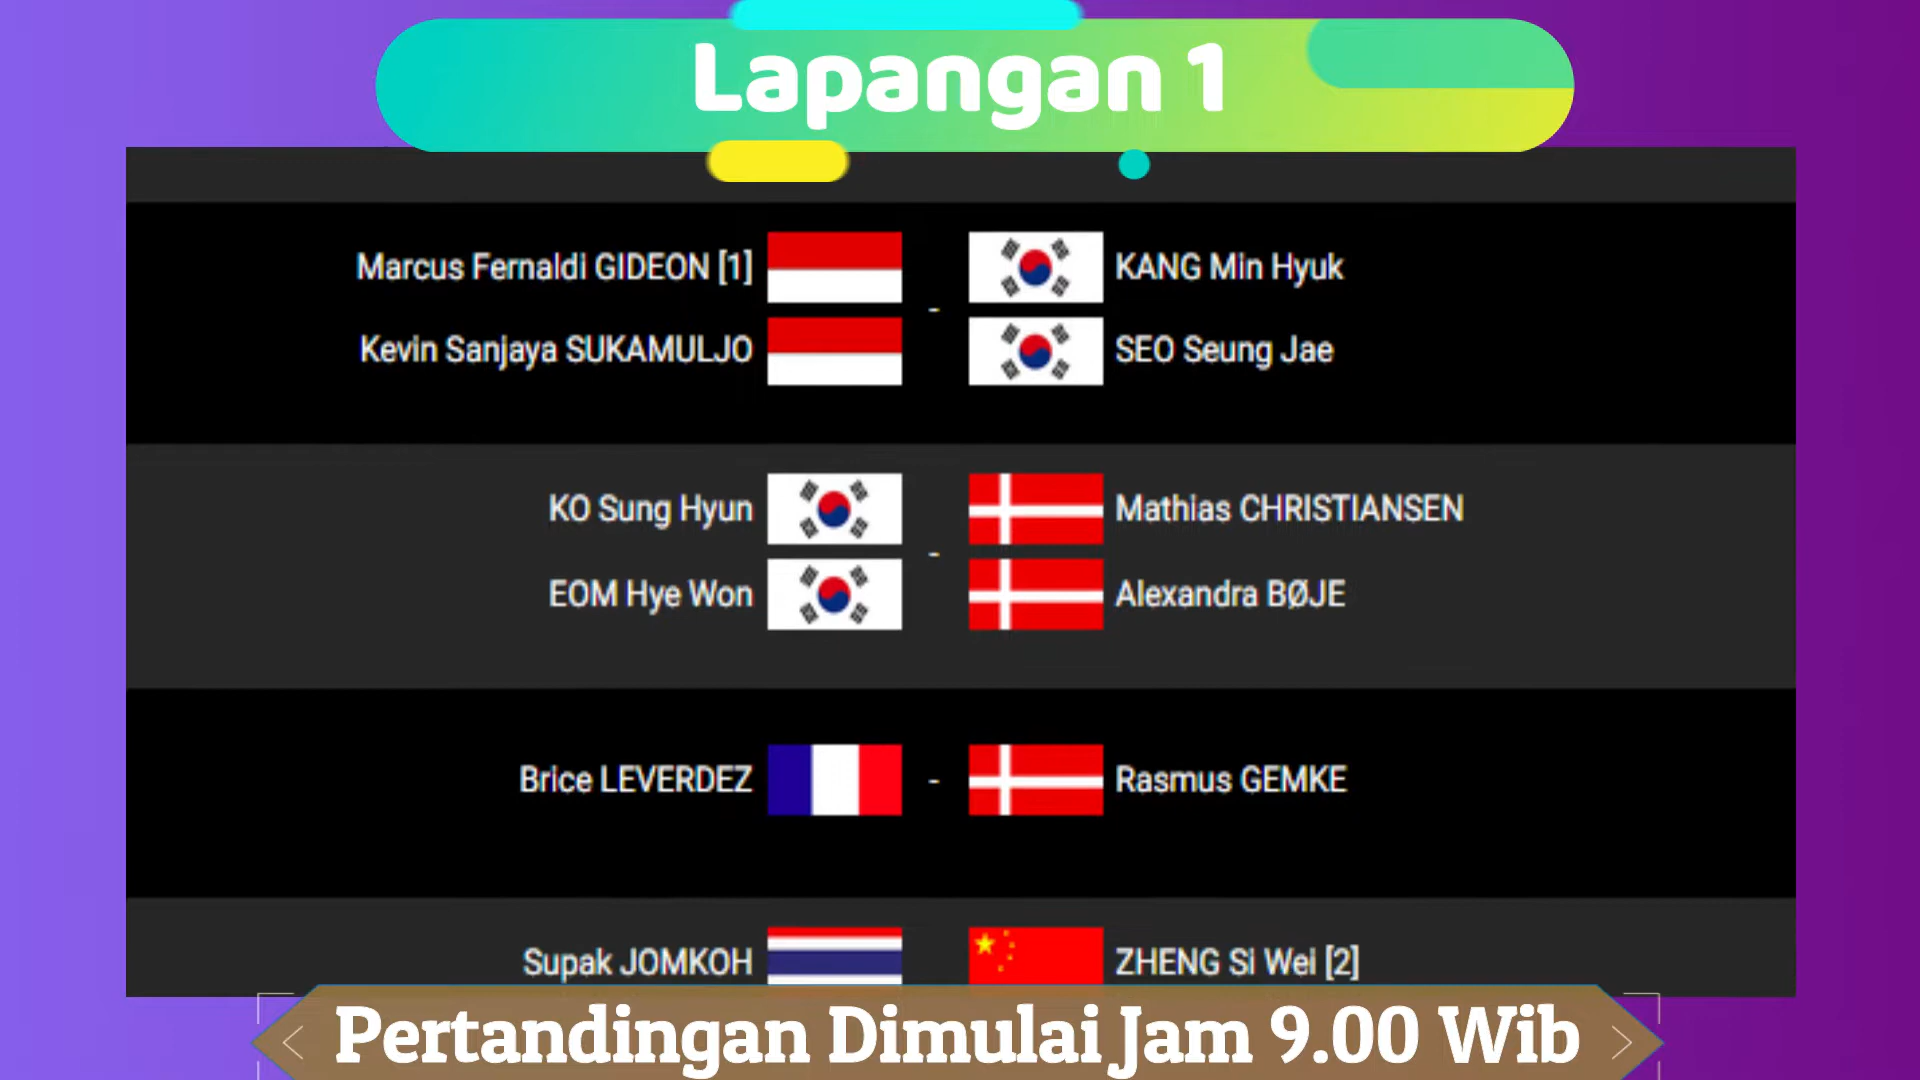 Lapangan 1
Marcus Fernaldi GIDEON [1] KANG Min Hyuk
-
Kevin Sanjaya SUKAMULJO SEO Seung Jae
KO Sung Hyun Mathias CHRISTIANSEN
-
EOM Hye Won Alexandra BØJE
Brice LEVERDEZ - Rasmus GEMKE
Supak JOMKOH ZHENG Si Wei [2]
Pertandingan Dimulai Jam 9.00 Wib